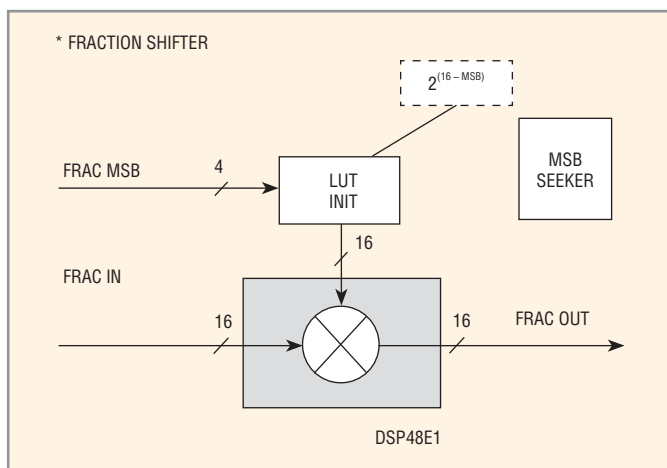 * FRACTION SHIFTER
2^(16 – MSB)
FRAC MSB
4
LUT
INIT
MSB
SEEKER
16
FRAC IN
16
16
FRAC OUT
DSP48E1